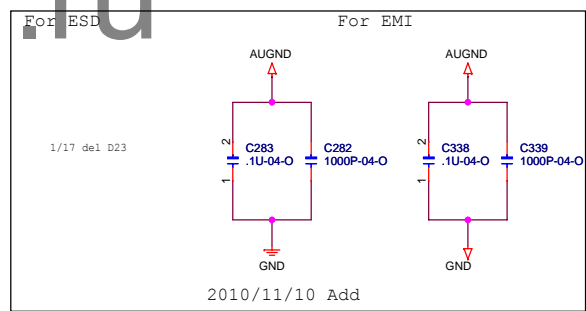 .ru
For ESD
For EMI
AUGND
AUGND
1/17 del D23
2
C283
.1U-04-O
1
C282
1000P-04-O
2
C338
.1U-04-O
1
C339
1000P-04-O
GND
GND
2010/11/10 Add